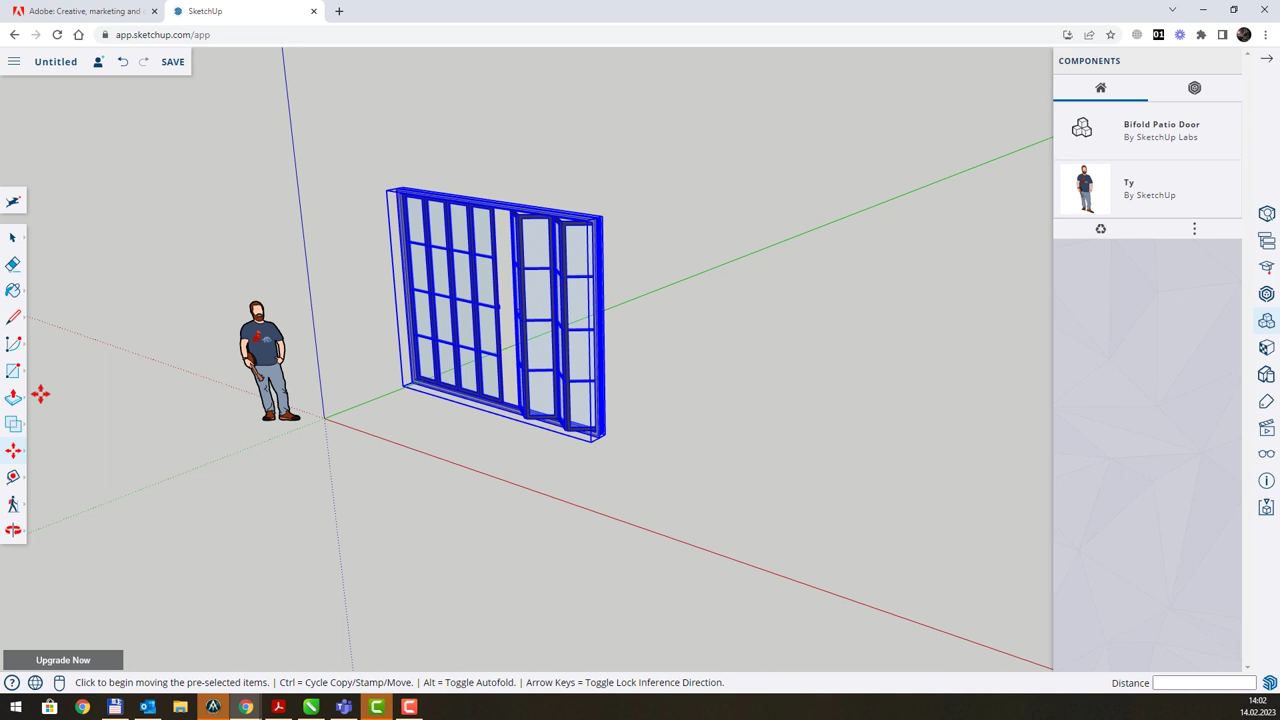 Adobe: Creative, marketing and
SketchUp
app.sketchup.com/app
01
Untitled
SAVE
COMPONENTS
Bifold Patio Door
By SketchUp Labs
Ty
By SketchUp
Upgrade Now
Click to begin moving the pre-selected items. | Ctrl = Cycle Copy/Stamp/Move. | Alt = Toggle Autofold. | Arrow Keys = Toggle Lock Inference Direction.
Distance
14:02
14.02.2023